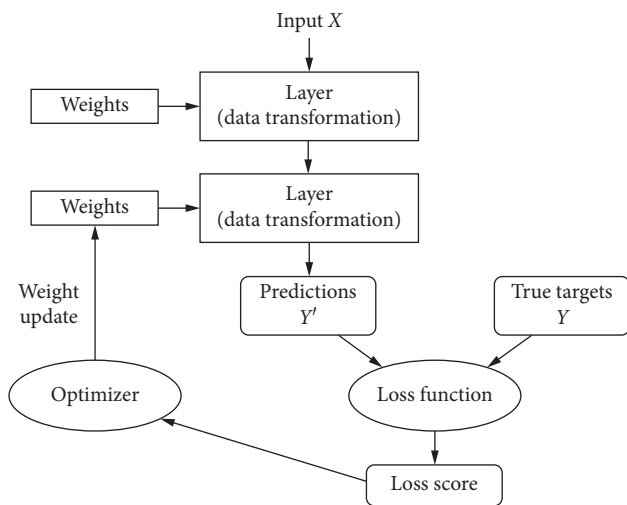 Input X
Layer
(data transformation)
Weights
Layer
(data transformation)
Weights
Predictions
Y′
True targets
Y
Weight
update
Optimizer
Loss function
Loss score